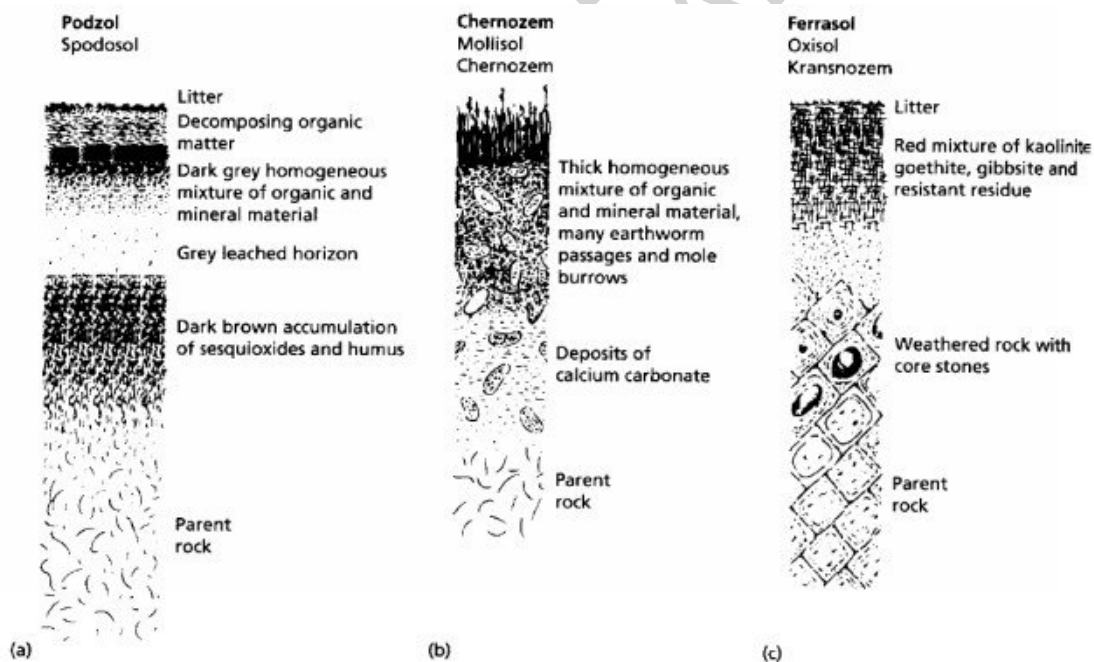 Podzol
Spodosol
Litter
Decomposing organic
matter
Dark grey homogeneous
mixture of organic and
mineral material
Grey leached horizon
Dark brown accumulation
of sesquioxides and humus
Parent
rock
(a)
Chernozem
Mollisol
Chernozem
Thick homogeneous
mixture of organic
and mineral material,
many earthworm
passages and mole
burrows
Deposits of
calcium carbonate
Parent
rock
(b)
Ferrasol
Oxisol
Kransnozem
Litter
Red mixture of kaolinite
goethite, gibbsite and
resistant residue
Weathered rock with
core stones
Parent
rock
(c)